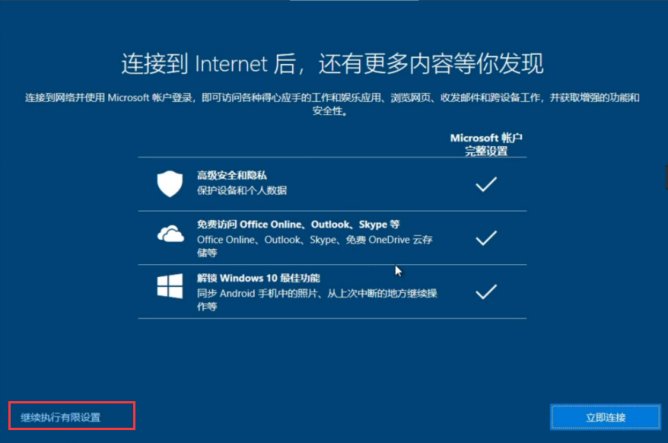 连接到 Internet 后，还有更多内容等你发现
连接到网络并使用 Microsoft 帐户登录，即可访问各种得心应手的工作和娱乐应用、浏览网页、收发邮件和跨设备工作，并获取增强的功能和
安全性。
Microsoft 帐户
完整设置
高级安全和隐私
保护设备和个人数据
免费访问 Office Online、Outlook、Skype 等
Office Online、Outlook、Skype、免费 OneDrive 云存
储等
解锁 Windows 10 最佳功能
同步 Android 手机中的照片、从上次中断的地方继续操
作等
继续执行有限设置
立即连接